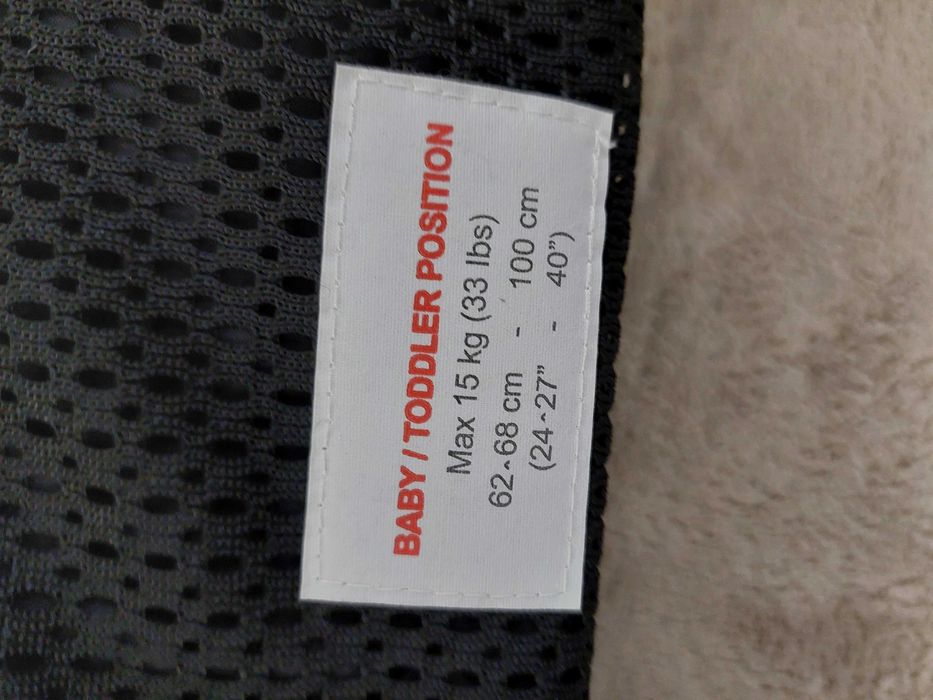 BABY / TODDLER POSITION
Max 15 kg (33 lbs)
62-68 cm - 100 cm
(24-27” - 40”)